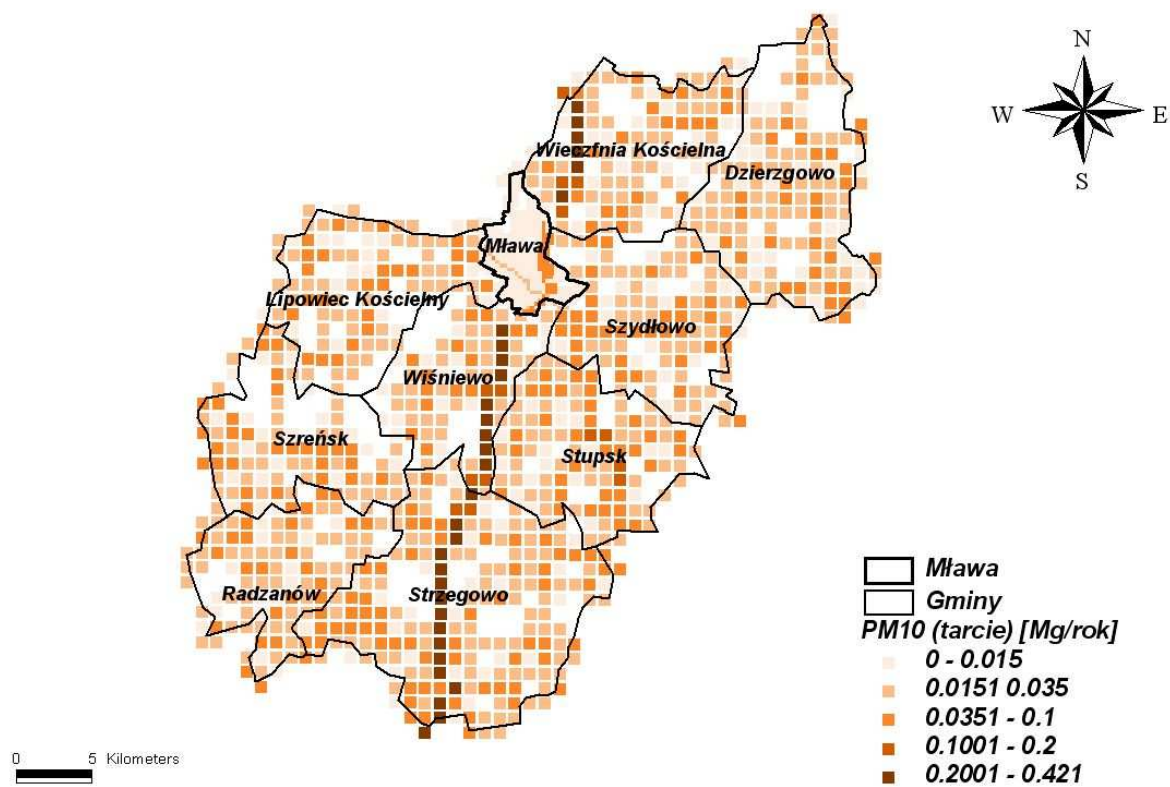 N
W E
S
Wieczfnia Kościelna
Dzierzgowo
Mława
Lipowiec Kościelny
Szydłowo
Wiśniewo
Szreńsk
Stupsk
Radzanów
Strzegowo
Mława
Gminy
PM10 (tarcie) [Mg/rok]
0 - 0.015
0.0151 0.035
0.0351 - 0.1
0.1001 - 0.2
0.2001 - 0.421
0 5 Kilometers